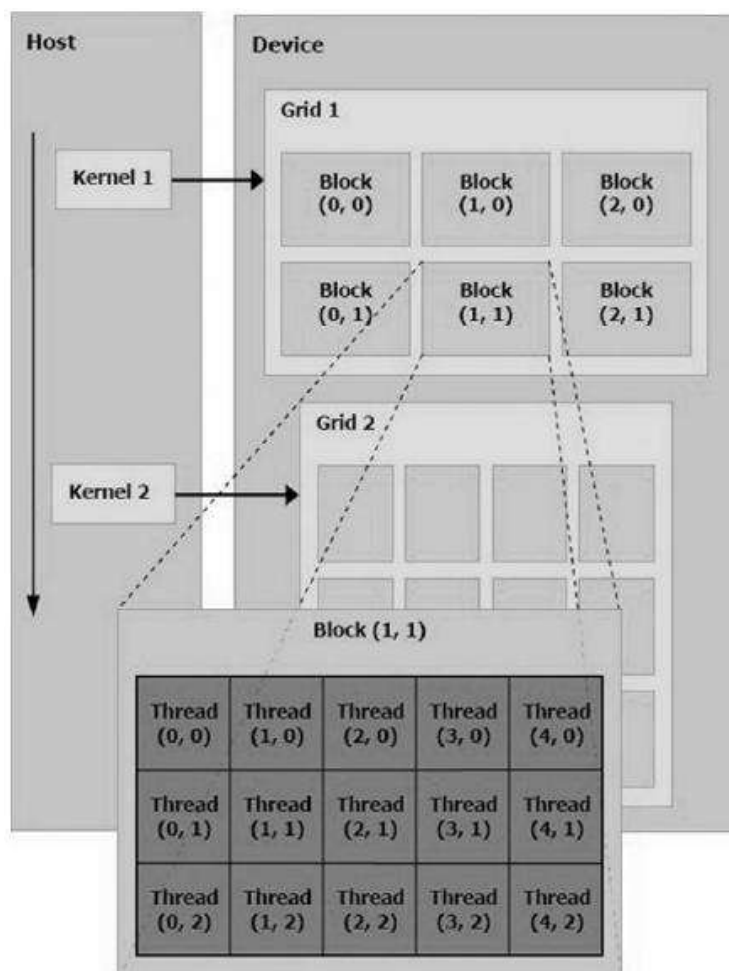 Host
Device
Grid 1
Kernel 1
Block
(0, 0)
Block
(1, 0)
Block
(2, 0)
Block
(0, 1)
Block
(1, 1)
Block
(2, 1)
Grid 2
Kernel 2
Block (1, 1)
Thread
(0, 0)
Thread
(1, 0)
Thread
(2, 0)
Thread
(3, 0)
Thread
(4, 0)
Thread
(0, 1)
Thread
(1, 1)
Thread
(2, 1)
Thread
(3, 1)
Thread
(4, 1)
Thread
(0, 2)
Thread
(1, 2)
Thread
(2, 2)
Thread
(3, 2)
Thread
(4, 2)